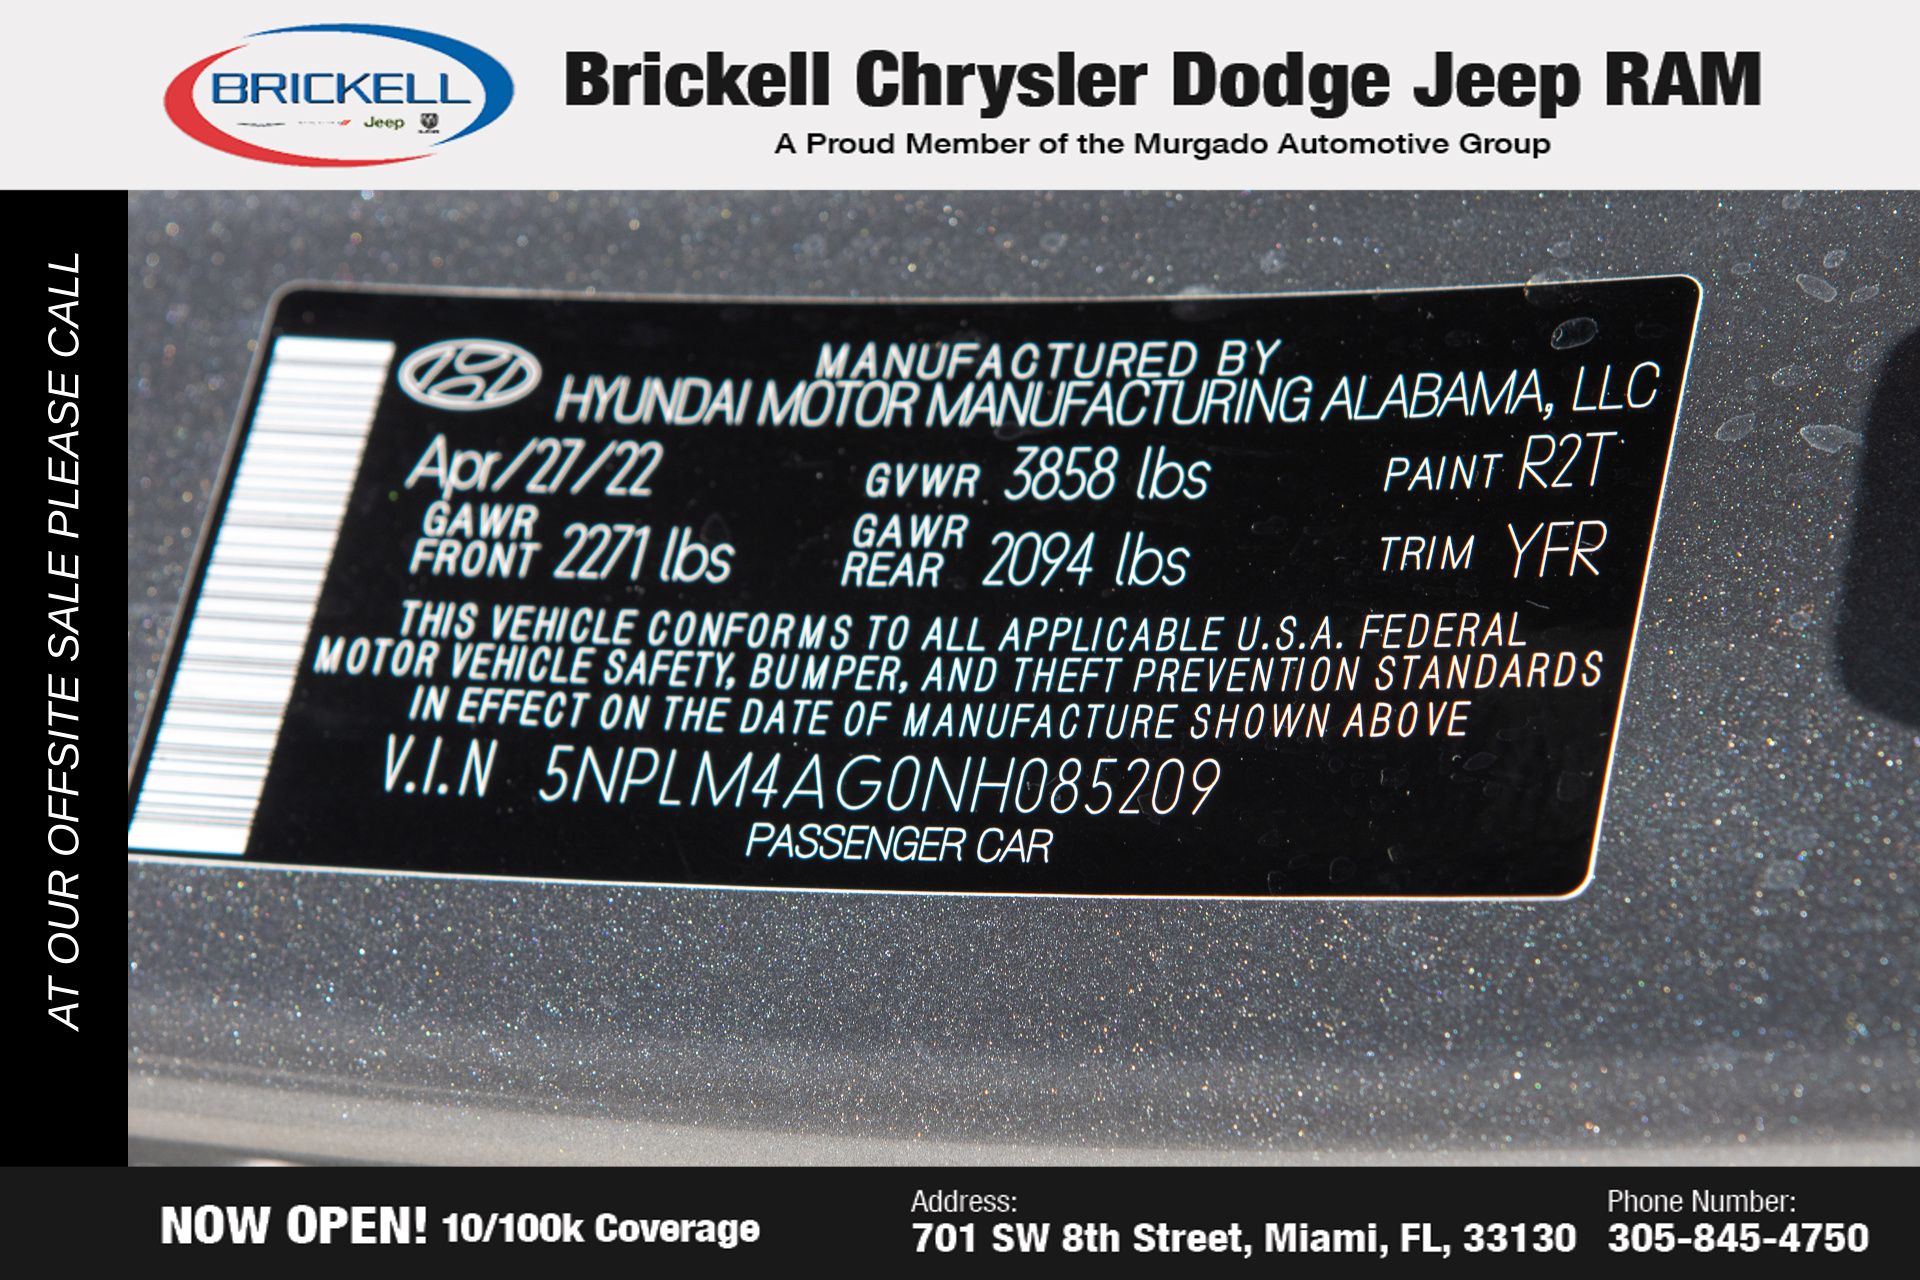 BRICKELL
Jeep
RAM
Brickell Chrysler Dodge Jeep RAM
A Proud Member of the Murgado Automotive Group
AT OUR OFFSITE SALE PLEASE CALL
MANUFACTURED BY
HYUNDAI MOTOR MANUFACTURING ALABAMA, LLC
Apr/27/22 GVWR 3858 lbs PAINT R2T
GAWR FRONT 2271 lbs GAWR REAR 2094 lbs TRIM YFR
THIS VEHICLE CONFORMS TO ALL APPLICABLE U.S.A. FEDERAL
MOTOR VEHICLE SAFETY, BUMPER, AND THEFT PREVENTION STANDARDS
IN EFFECT ON THE DATE OF MANUFACTURE SHOWN ABOVE
V.I.N 5NPLM4AG0NH085209
PASSENGER CAR
NOW OPEN! 10/100k Coverage
Address:
701 SW 8th Street, Miami, FL, 33130
Phone Number:
305-845-4750